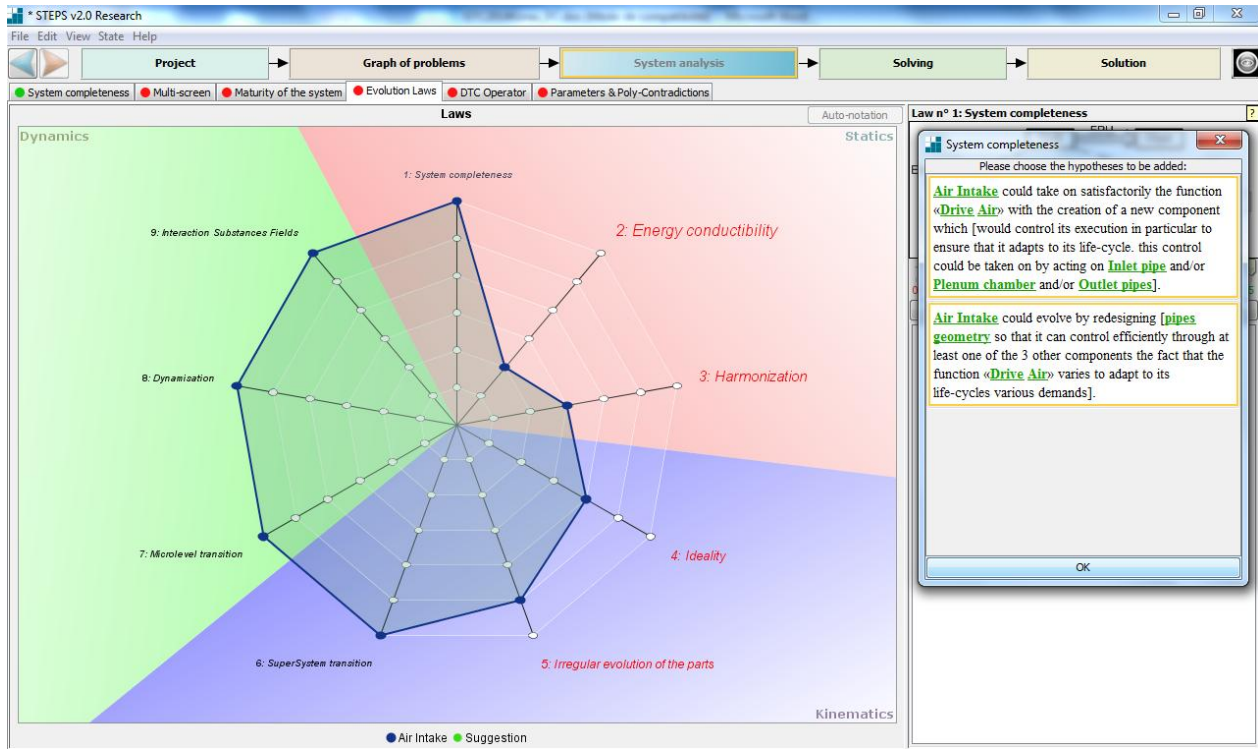 * STEPS v2.0 Research
File Edit View State Help
Project
Graph of problems
System analysis
Solving
Solution
System completeness
Multi-screen
Maturity of the system
Evolution Laws
DTC Operator
Parameters & Poly-Contradictions
Laws
Auto-notation
Dynamics
Statics
1: System completeness
2: Energy conductibility
3: Harmonization
4: Ideality
5: Irregular evolution of the parts
6: SuperSystem transition
7: Microlevel transition
8: Dynamisation
9: Interaction Substances Fields
Kinematics
Air Intake
Suggestion
Law n° 1: System completeness
?
System completeness
Please choose the hypotheses to be added:
Air Intake could take on satisfactorily the function
«Drive Air» with the creation of a new component
which [would control its execution in particular to
ensure that it adapts to its life-cycle. this control
could be taken on by acting on Inlet pipe and/or
Plenum chamber and/or Outlet pipes].
Air Intake could evolve by redesigning [pipes
geometry so that it can control efficiently through at
least one of the 3 other components the fact that the
function «Drive Air» varies to adapt to its
life-cycles various demands].
OK